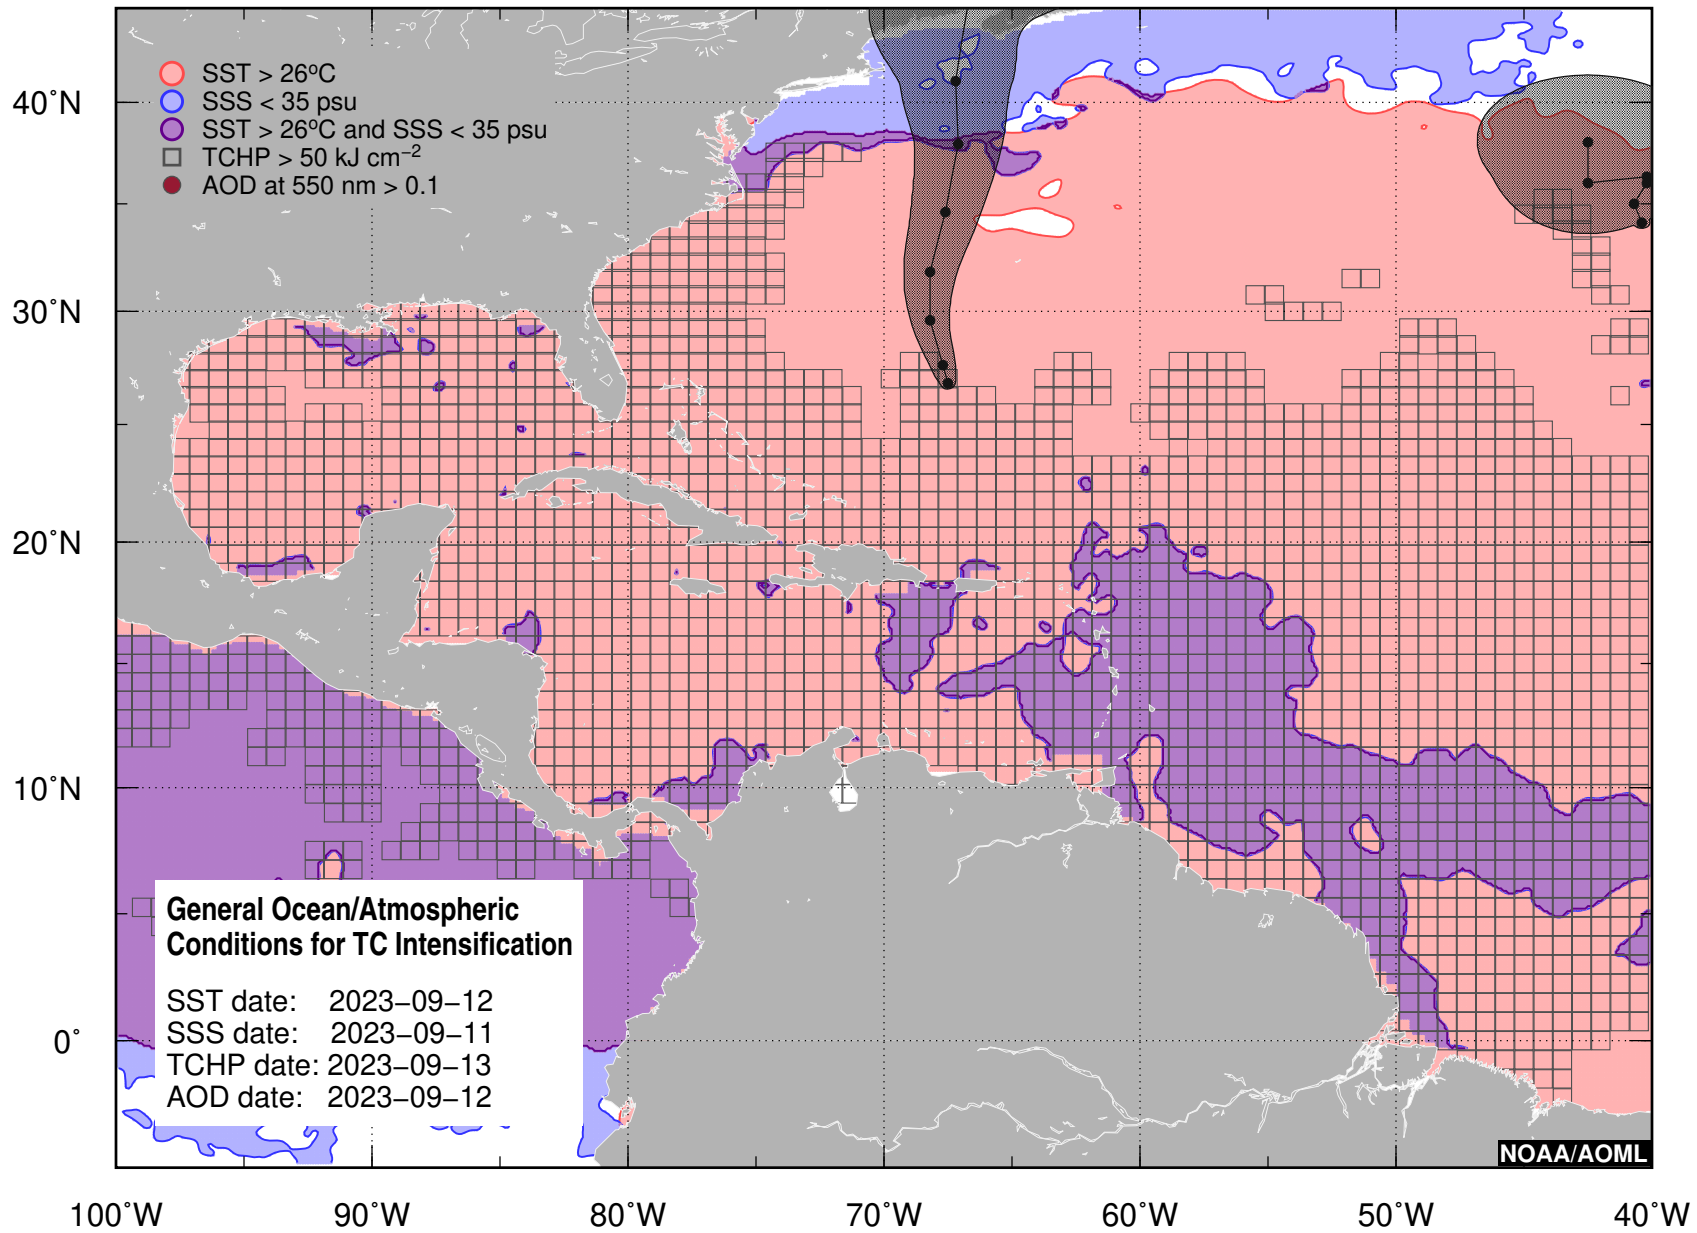 SST > 26°C
SSS < 35 psu
SST > 26°C and SSS < 35 psu
TCHP > 50 kJ cm⁻²
AOD at 550 nm > 0.1
40°N
30°N
20°N
10°N
0°
General Ocean/Atmospheric
Conditions for TC Intensification
SST date: 2023-09-12
SSS date: 2023-09-11
TCHP date: 2023-09-13
AOD date: 2023-09-12
NOAA/AOML
100°W 90°W 80°W 70°W 60°W 50°W 40°W